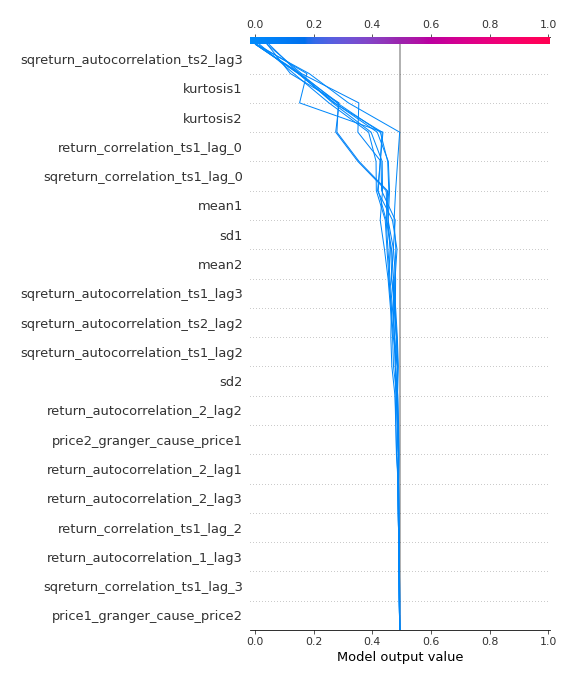 0.0 0.2 0.4 0.6 0.8 1.0
sqreturn_autocorrelation_ts2_lag3
kurtosis1
kurtosis2
return_correlation_ts1_lag_0
sqreturn_correlation_ts1_lag_0
mean1
sd1
mean2
sqreturn_autocorrelation_ts1_lag3
sqreturn_autocorrelation_ts2_lag2
sqreturn_autocorrelation_ts1_lag2
sd2
return_autocorrelation_2_lag2
price2_granger_cause_price1
return_autocorrelation_2_lag1
return_autocorrelation_2_lag3
return_correlation_ts1_lag_2
return_autocorrelation_1_lag3
sqreturn_correlation_ts1_lag_3
price1_granger_cause_price2
0.0 0.2 0.4 0.6 0.8 1.0
Model output value